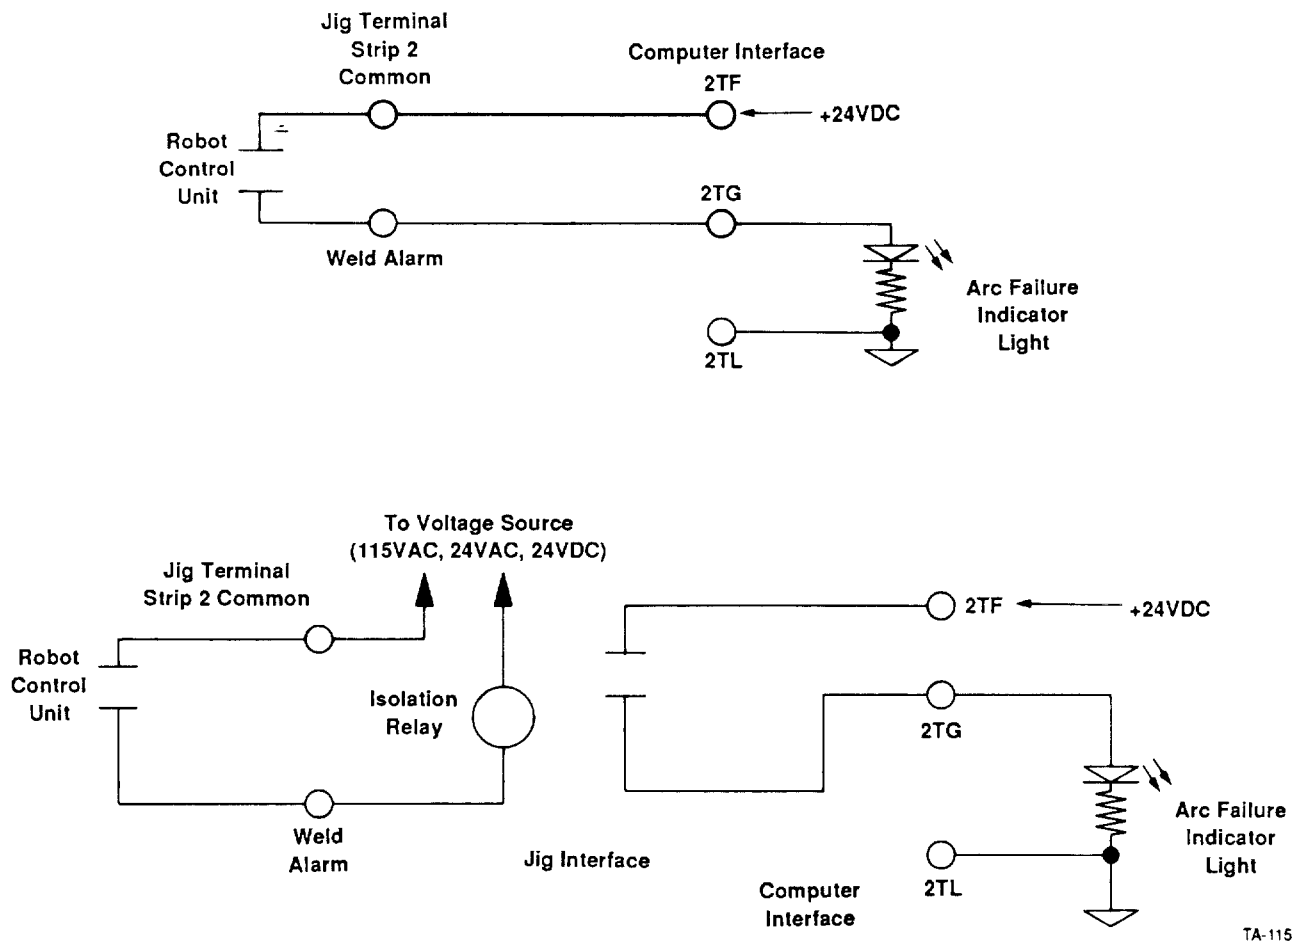 Jig Terminal
Strip 2
Common
Computer Interface
2TF
+24VDC
Robot
Control
Unit
2TG
Weld Alarm
Arc Failure
Indicator
Light
2TL
To Voltage Source
(115VAC, 24VAC, 24VDC)
Jig Terminal
Strip 2 Common
2TF
+24VDC
Robot
Control
Unit
Isolation
Relay
2TG
Weld
Alarm
Jig Interface
Arc Failure
Indicator
Light
2TL
Computer
Interface
TA-115